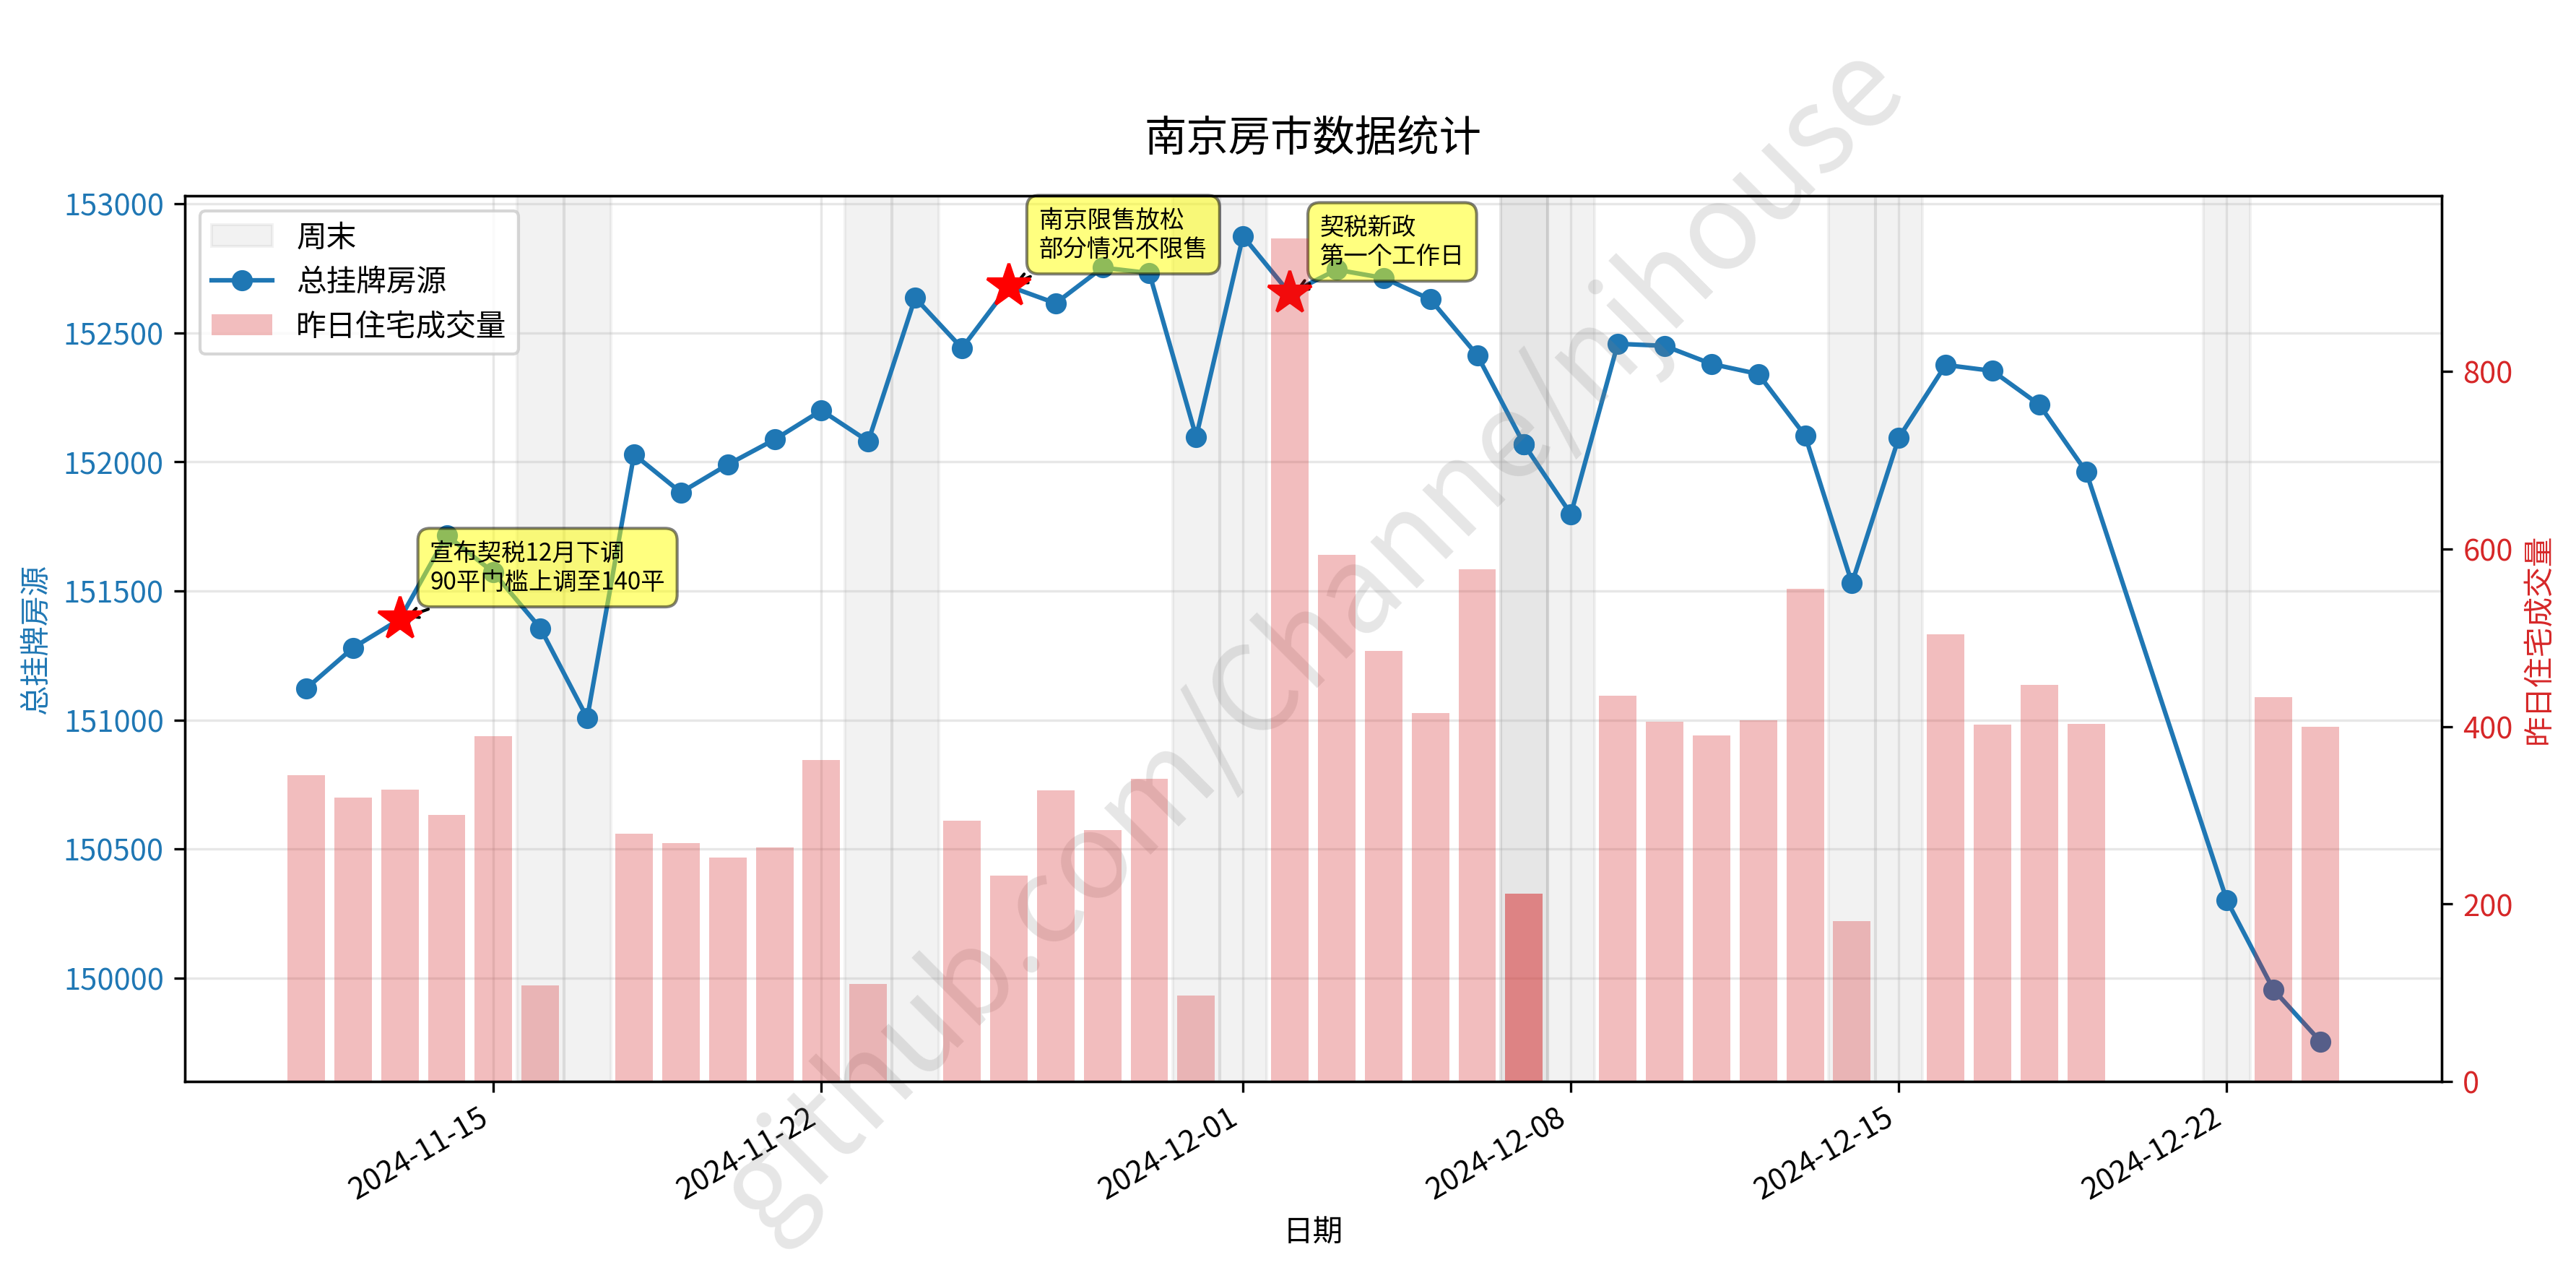 南京房市数据统计
周末
总挂牌房源
昨日住宅成交量
南京限售放松
部分情况不限售
契税新政
第一个工作日
宣布契税12月下调
90平门槛上调至140平
153000
152500
152000
151500
151000
150500
150000
总挂牌房源
800
600
400
200
0
昨日住宅成交量
2024-11-15
2024-11-22
2024-12-01
2024-12-08
2024-12-15
2024-12-22
日期
github.com/Channe/njhouse